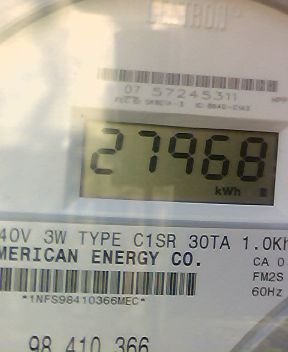 07 57245311
27968
kWh
40V 3W TYPE C1SR 30TA 1.0Kh
MERICAN ENERGY CO.
CA 0
FM2S
60Hz
*1NFS98410366MEC*
98 410 366